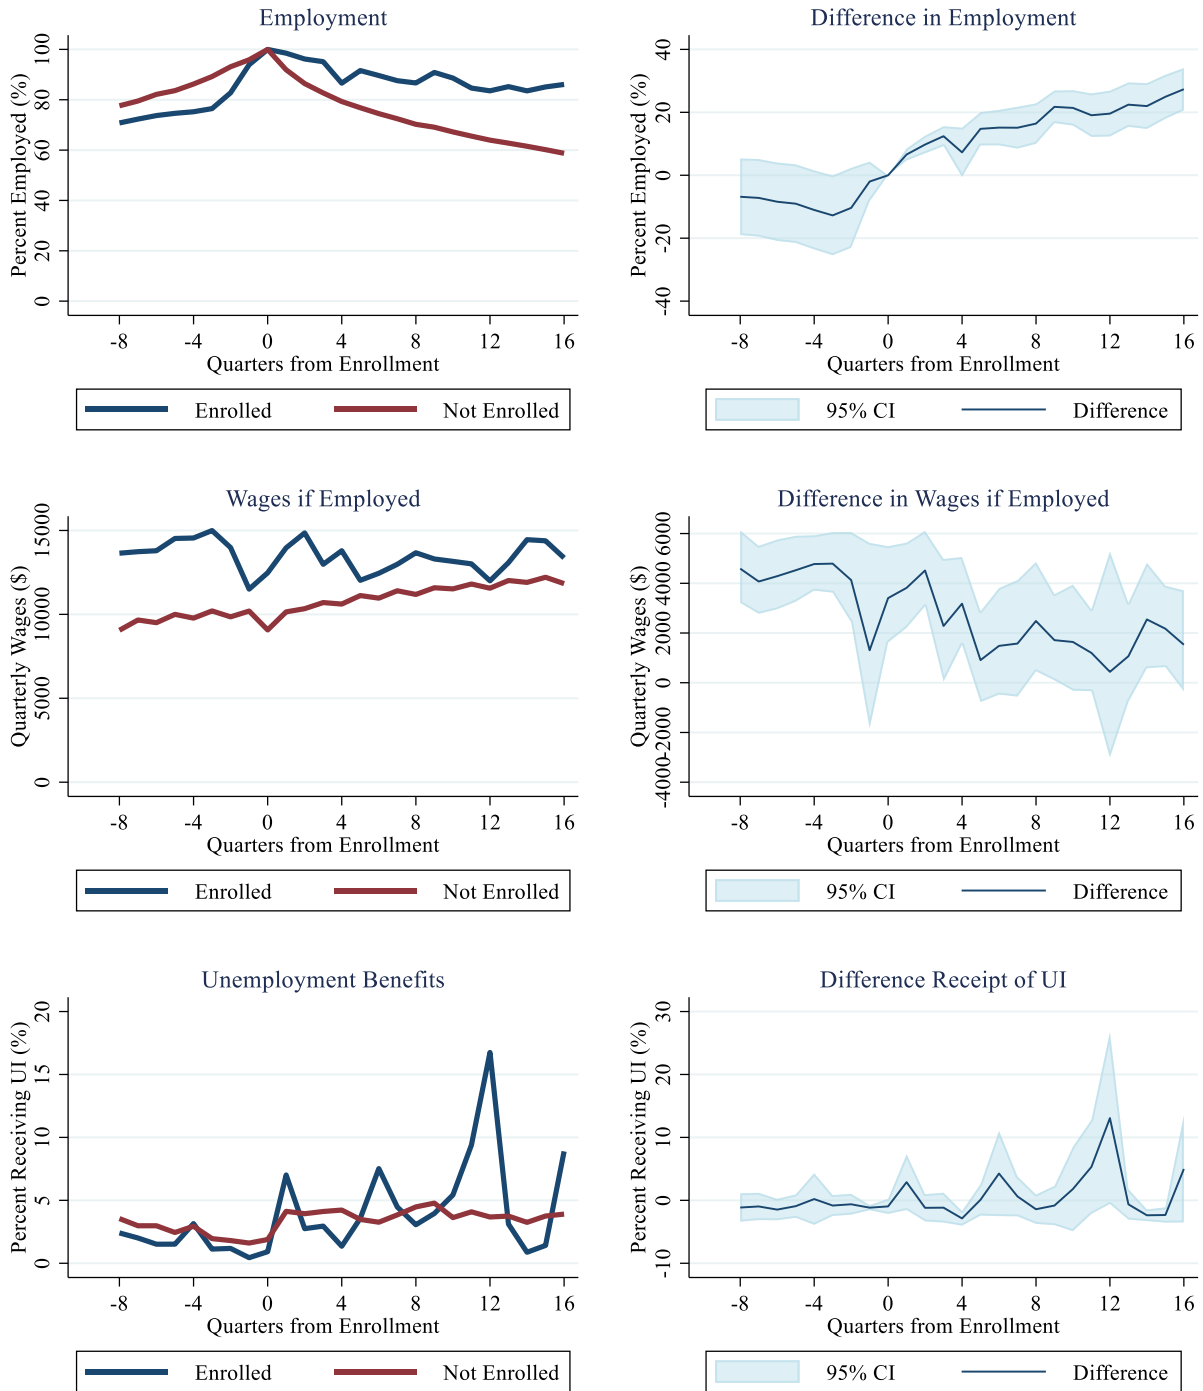 Employment
Percent Employed (%)
100
80
60
40
20
0
-8 -4 0 4 8 12 16
Quarters from Enrollment
Enrolled Not Enrolled
Difference in Employment
Percent Employed (%)
40
20
0
-20
-40
-8 -4 0 4 8 12 16
Quarters from Enrollment
95% CI Difference
Wages if Employed
Quarterly Wages ($)
15000
10000
5000
0
-8 -4 0 4 8 12 16
Quarters from Enrollment
Enrolled Not Enrolled
Difference in Wages if Employed
Quarterly Wages ($)
6000
4000
2000
0
-2000
-4000
-8 -4 0 4 8 12 16
Quarters from Enrollment
95% CI Difference
Unemployment Benefits
Percent Receiving UI (%)
20
15
10
5
0
-8 -4 0 4 8 12 16
Quarters from Enrollment
Enrolled Not Enrolled
Difference Receipt of UI
Percent Receiving UI (%)
30
20
10
0
-10
-8 -4 0 4 8 12 16
Quarters from Enrollment
95% CI Difference